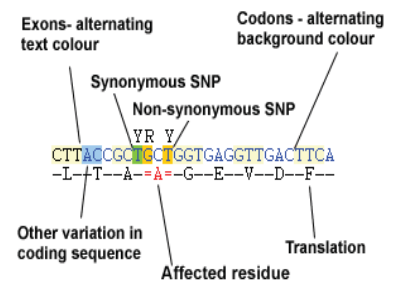 Exons- alternating
text colour
Codons - alternating
background colour
Synonymous SNP
Non-synonymous SNP
YR Y
CTTACCGCTGCTGGTGAGGTTGACTTCA
-L--T--A-=A=-G--E--V--D--F--
Other variation in
coding sequence
Translation
Affected residue